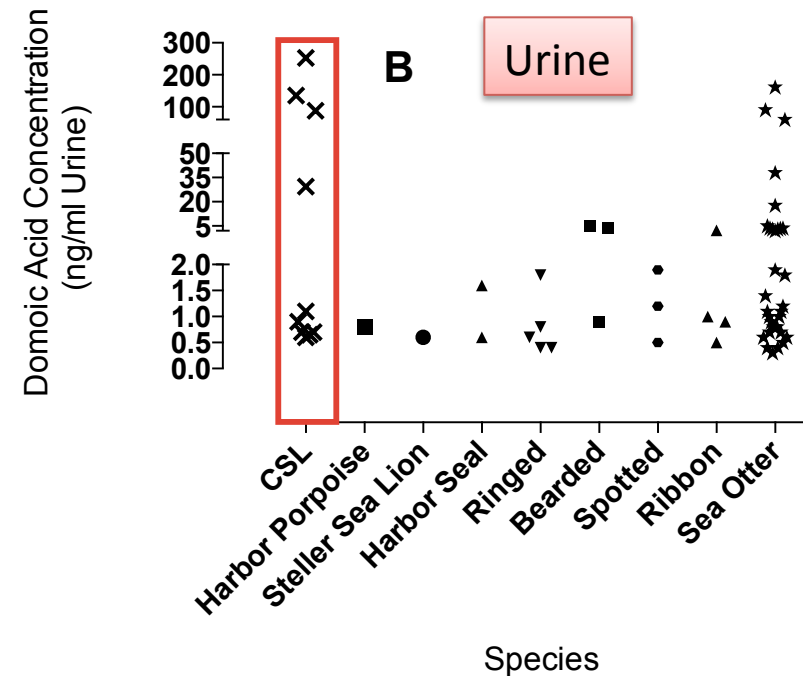 Domoic Acid Concentration
(ng/ml Urine)
300
200
100
50
35
20
5
2.0
1.5
1.0
0.5
0.0
B
Urine
CSL
Harbor Porpoise
Steller Sea Lion
Harbor Seal
Ringed
Bearded
Spotted
Ribbon
Sea Otter
Species